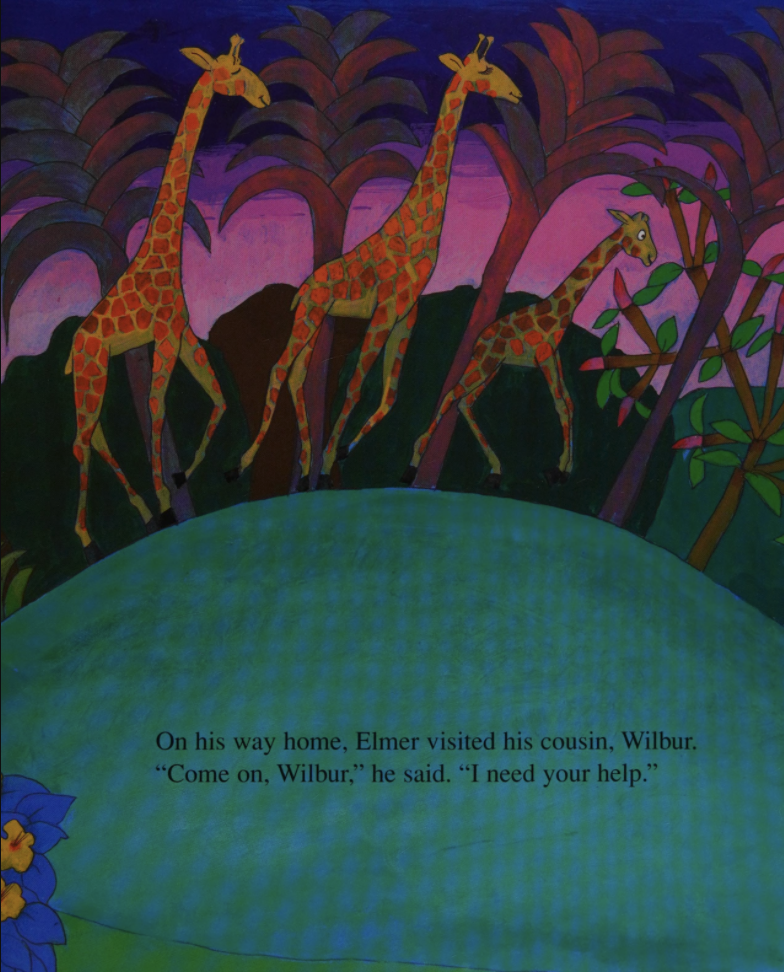 On his way home, Elmer visited his cousin, Wilbur.
“Come on, Wilbur,” he said. “I need your help.”